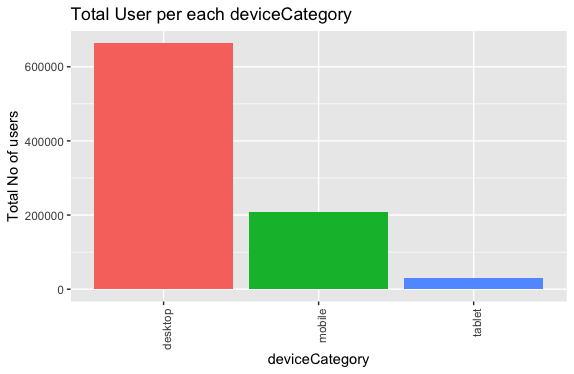 Total User per each deviceCategory
Total No of users
600000
400000
200000
0
desktop
mobile
tablet
deviceCategory